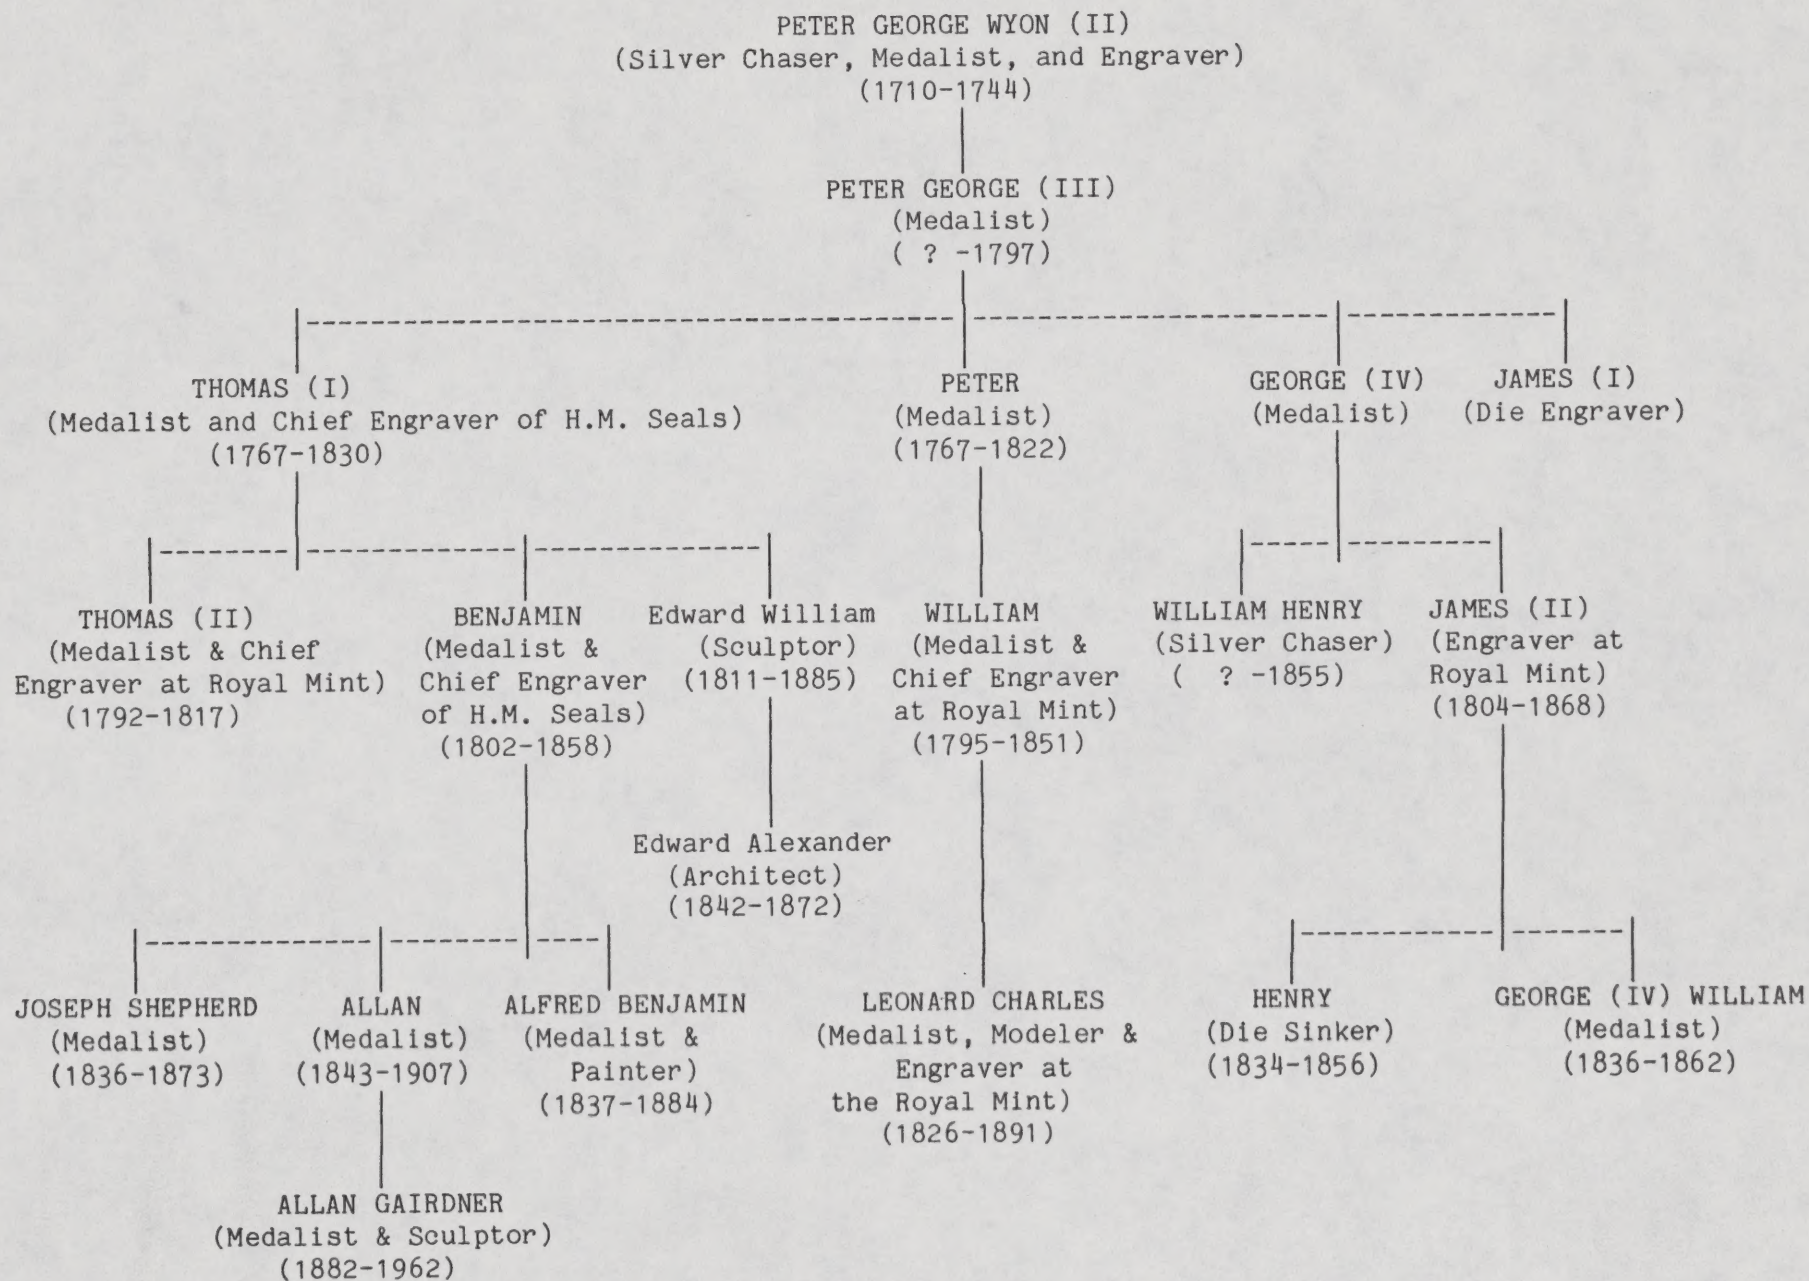 PETER GEORGE WYON (II)
(Silver Chaser, Medalist, and Engraver)
(1710-1744)
PETER GEORGE (III)
(Medalist)
( ? -1797)
THOMAS (I)
(Medalist and Chief Engraver of H.M. Seals)
(1767-1830)
PETER
(Medalist)
(1767-1822)
GEORGE (IV)
(Medalist)
JAMES (I)
(Die Engraver)
THOMAS (II)
(Medalist & Chief
Engraver at Royal Mint)
(1792-1817)
BENJAMIN
(Medalist &
Chief Engraver
of H.M. Seals)
(1802-1858)
Edward William
(Sculptor)
(1811-1885)
WILLIAM
(Medalist &
Chief Engraver
at Royal Mint)
(1795-1851)
WILLIAM HENRY
(Silver Chaser)
( ? -1855)
JAMES (II)
(Engraver at
Royal Mint)
(1804-1868)
Edward Alexander
(Architect)
(1842-1872)
JOSEPH SHEPHERD
(Medalist)
(1836-1873)
ALLAN
(Medalist)
(1843-1907)
ALFRED BENJAMIN
(Medalist &
Painter)
(1837-1884)
LEONARD CHARLES
(Medalist, Modeler &
Engraver at
the Royal Mint)
(1826-1891)
HENRY
(Die Sinker)
(1834-1856)
GEORGE (IV) WILLIAM
(Medalist)
(1836-1862)
ALLAN GAIRDNER
(Medalist & Sculptor)
(1882-1962)